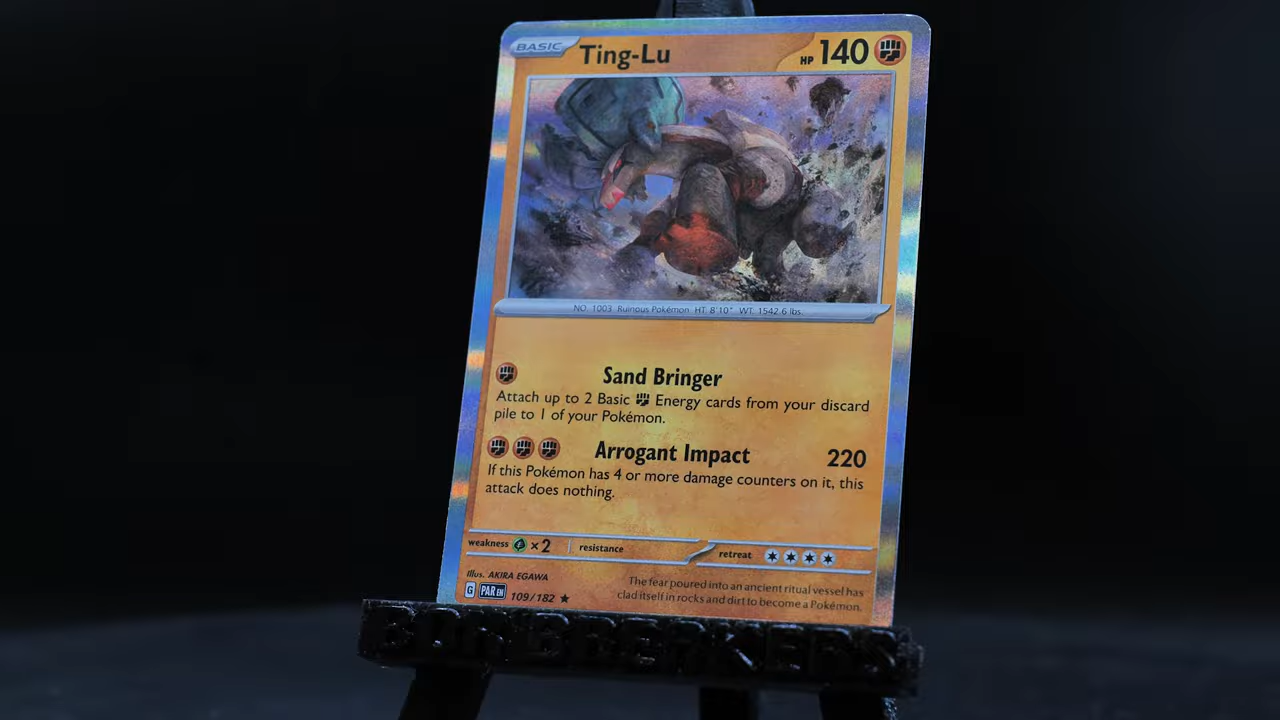 BASIC Ting-Lu HP 140
NO. 1003 Ruinous Pokémon HT. 8'10" WT. 1542.6 lbs.
Sand Bringer
Attach up to 2 Basic Energy cards from your discard
pile to 1 of your Pokémon.
Arrogant Impact 220
If this Pokémon has 4 or more damage counters on it, this
attack does nothing.
weakness ×2 resistance retreat
Illus. AKIRA EGAWA
G PAR EN 109/182 ★
The fear poured into an ancient ritual vessel has
clad itself in rocks and dirt to become a Pokémon.